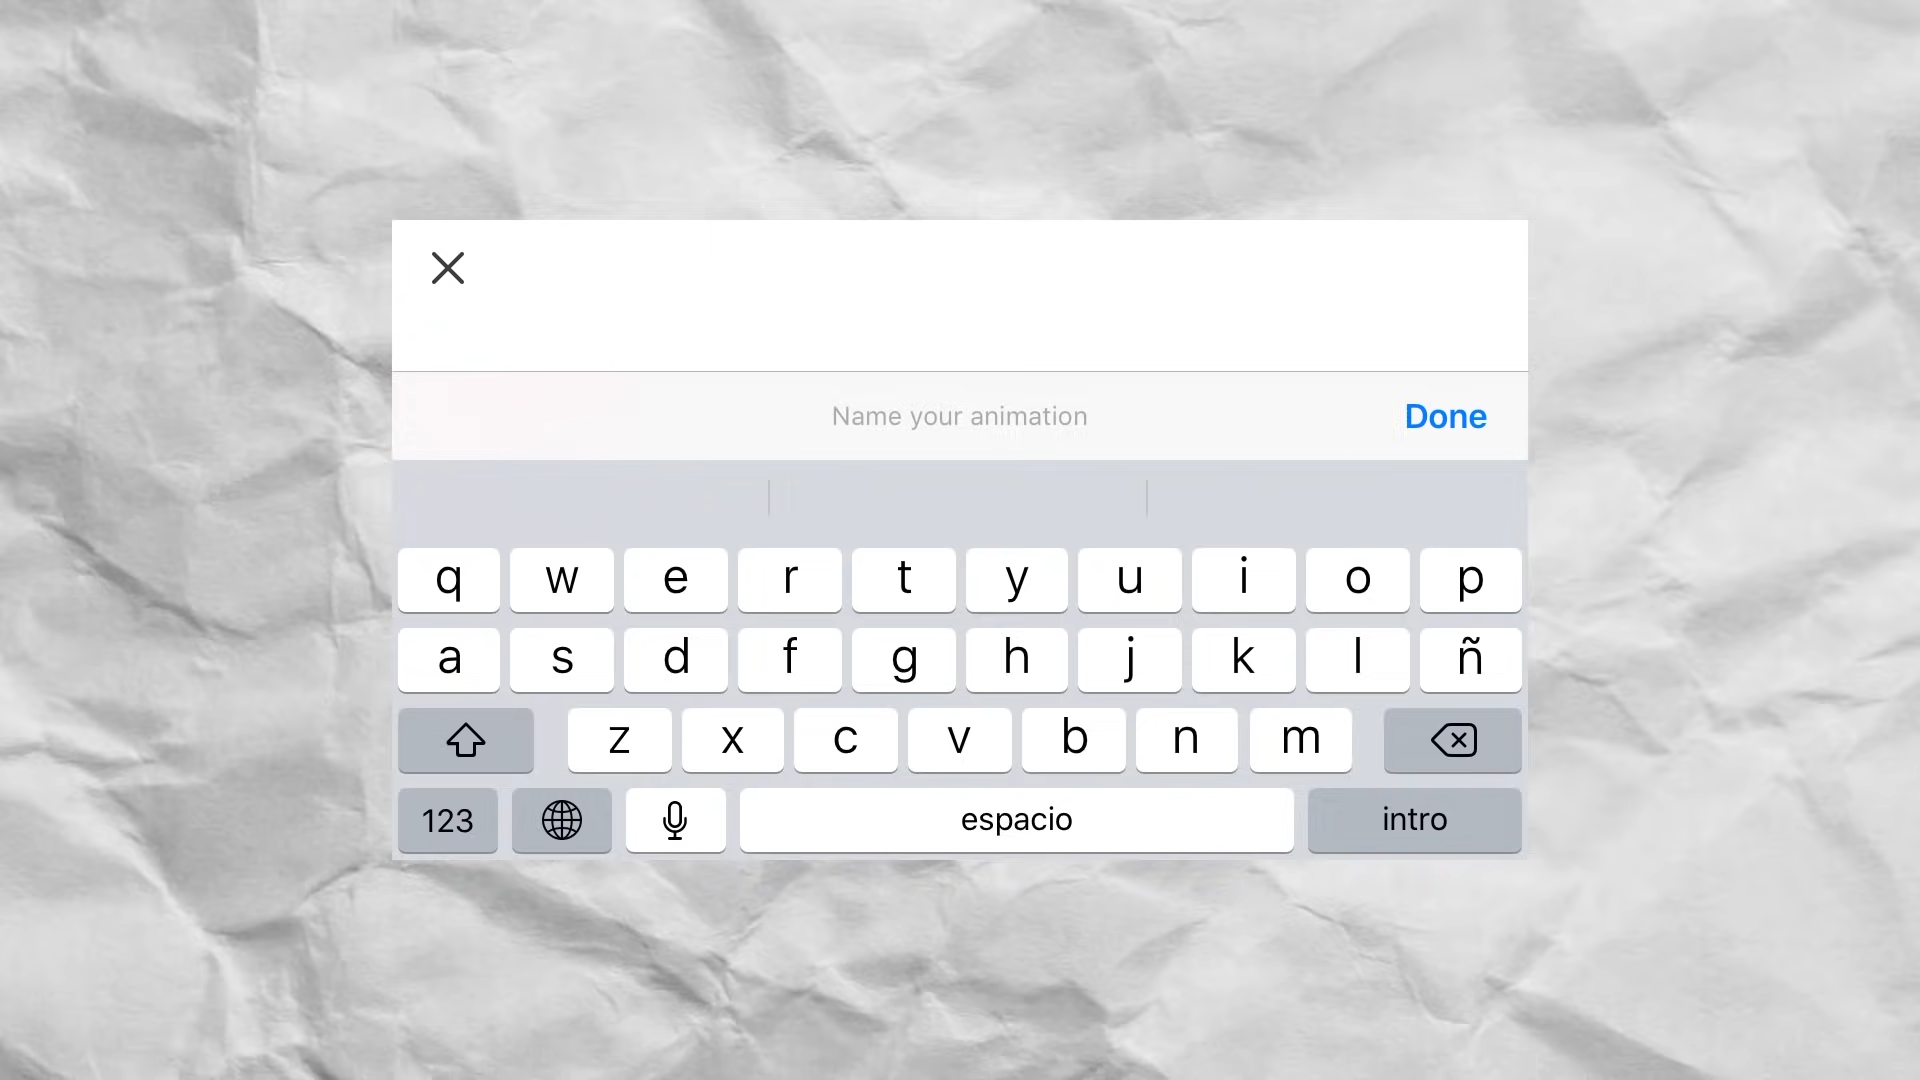 Name your animation Done
q w e r t y u i o p
a s d f g h j k l ñ
z x c v b n m
123 espacio intro